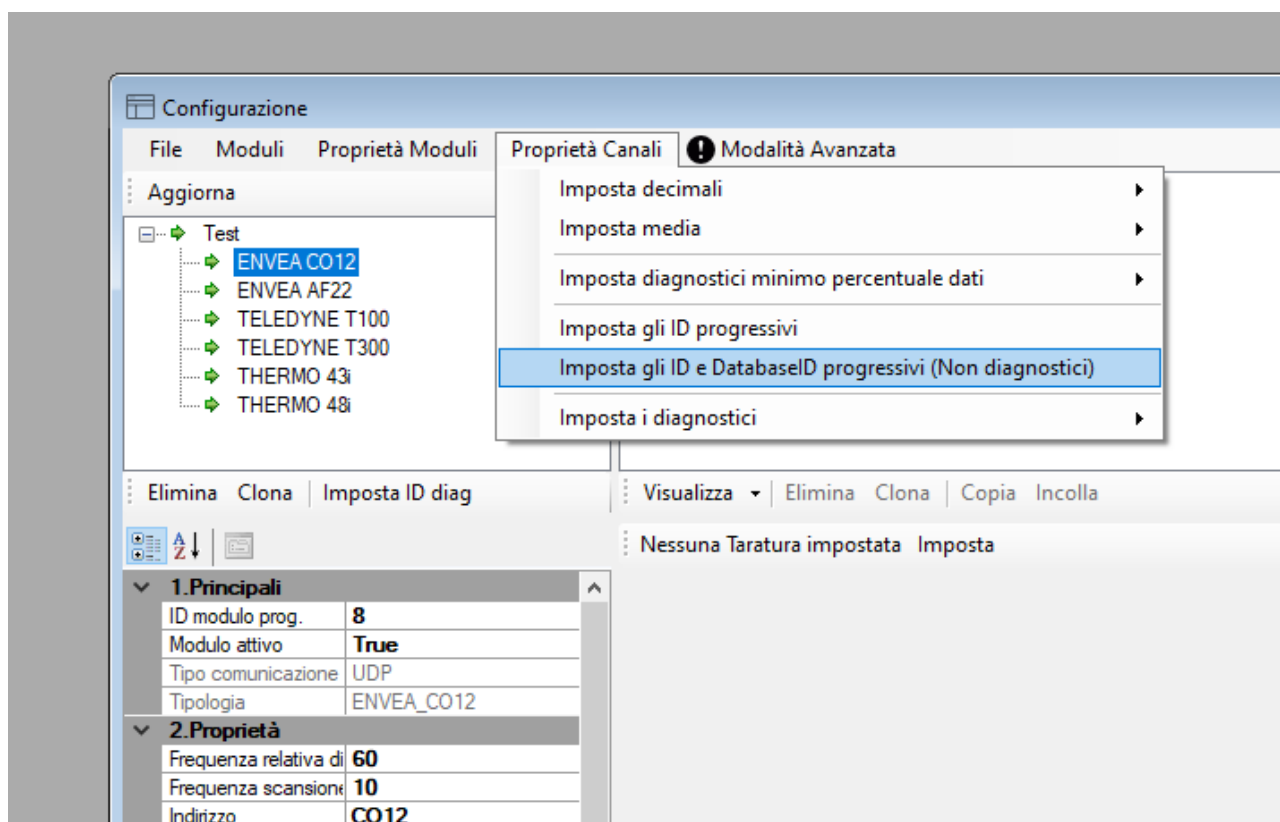 Configurazione
File Moduli Proprietà Moduli Proprietà Canali Modalità Avanzata
Aggiorna
Imposta decimali
Imposta media
Imposta diagnostici minimo percentuale dati
Imposta gli ID progressivi
Imposta gli ID e DatabaseID progressivi (Non diagnostici)
Imposta i diagnostici
Test
ENVEA CO12
ENVEA AF22
TELEDYNE T100
TELEDYNE T300
THERMO 43i
THERMO 48i
Elimina Clona Imposta ID diag
Visualizza Elimina Clona Copia Incolla
Nessuna Taratura impostata Imposta
1.Principali
ID modulo prog. 8
Modulo attivo True
Tipo comunicazione UDP
Tipologia ENVEA_CO12
2.Proprietà
Frequenza relativa di 60
Frequenza scansione 10
Indirizzo CO12